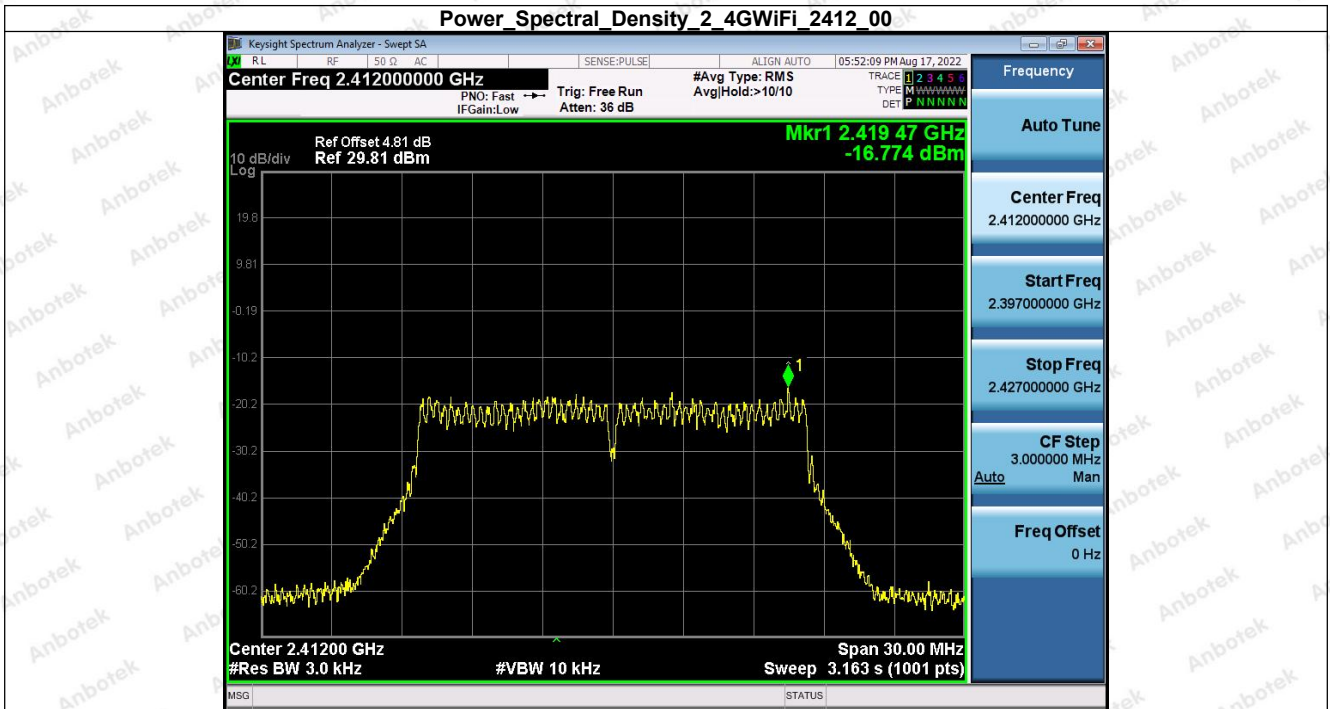 Power_Spectral_Density_2_4GWiFi_2412_00
Keysight Spectrum Analyzer - Swept SA
LXI RL RF 50 Ω AC SENSE:PULSE ALIGN AUTO 05:52:09 PM Aug 17, 2022
Center Freq 2.412000000 GHz
PNO: Fast
IFGain:Low
Trig: Free Run
Atten: 36 dB
#Avg Type: RMS
Avg|Hold:>10/10
TRACE 1 2 3 4 5 6
TYPE M WWWWW
DET P N N N N N
Ref Offset 4.81 dB
10 dB/div Ref 29.81 dBm
Log
Mkr1 2.419 47 GHz
-16.774 dBm
19.8
9.81
-0.19
-10.2
-20.2
-30.2
-40.2
-50.2
-60.2
1
Center 2.41200 GHz Span 30.00 MHz
#Res BW 3.0 kHz #VBW 10 kHz Sweep 3.163 s (1001 pts)
MSG STATUS
Frequency
Auto Tune
Center Freq
2.412000000 GHz
Start Freq
2.397000000 GHz
Stop Freq
2.427000000 GHz
CF Step
3.000000 MHz
Auto Man
Freq Offset
0 Hz
Anbotek